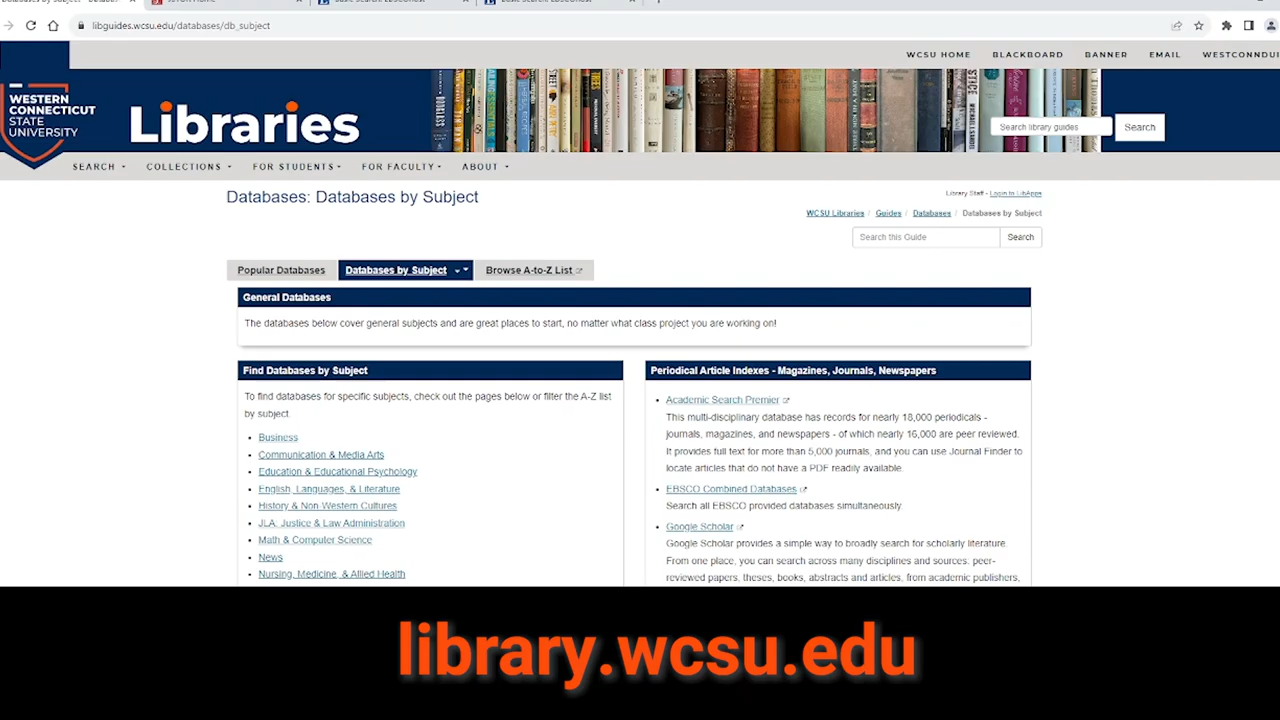 libguides.wcsu.edu/databases/db_subject
WCSU HOME BLACKBOARD BANNER EMAIL
WESTERN
CONNECTICUT
STATE
UNIVERSITY
Libraries
Search library guides Search
SEARCH COLLECTIONS FOR STUDENTS FOR FACULTY ABOUT
Databases: Databases by Subject
Library Staff - Login to LibApps
WCSU Libraries / Guides / Databases / Databases by Subject
Search this Guide Search
Popular Databases Databases by Subject Browse A-to-Z List
General Databases
The databases below cover general subjects and are great places to start, no matter what class project you are working on!
Find Databases by Subject
To find databases for specific subjects, check out the pages below or filter the A-Z list
by subject.
• Business
• Communication & Media Arts
• Education & Educational Psychology
• English, Languages, & Literature
• History & Non Western Cultures
• JLA, Justice & Law Administration
• Math & Computer Science
• News
• Nursing, Medicine, & Allied Health
Periodical Article Indexes - Magazines, Journals, Newspapers
• Academic Search Premier
This multi-disciplinary database has records for nearly 18,000 periodicals -
journals, magazines, and newspapers - of which nearly 16,000 are peer reviewed.
It provides full text for more than 5,000 journals, and you can use Journal Finder to
locate articles that do not have a PDF readily available.
• EBSCO Combined Databases
Search all EBSCO provided databases simultaneously.
• Google Scholar
Google Scholar provides a simple way to broadly search for scholarly literature.
From one place, you can search across many disciplines and sources: peer-
reviewed papers, theses, books, abstracts and articles, from academic publishers,
library.wcsu.edu